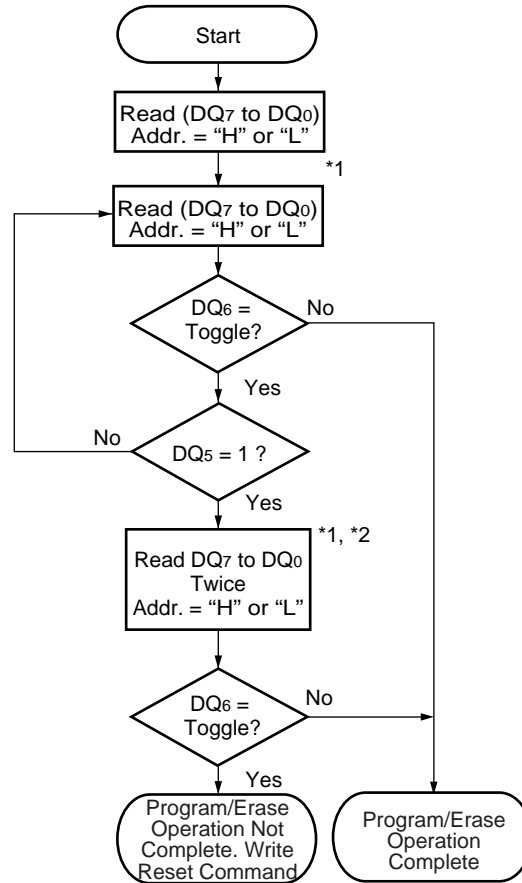 Start
Read (DQ7 to DQ0)
Addr. = “H” or “L”
*1
Read (DQ7 to DQ0)
Addr. = “H” or “L”
DQ6 =
Toggle?
No
Yes
No
DQ5 = 1 ?
Yes
*1, *2
Read DQ7 to DQ0
Twice
Addr. = “H” or “L”
DQ6 =
Toggle?
No
Yes
Program/Erase
Operation Not
Complete. Write
Reset Command
Program/Erase
Operation
Complete